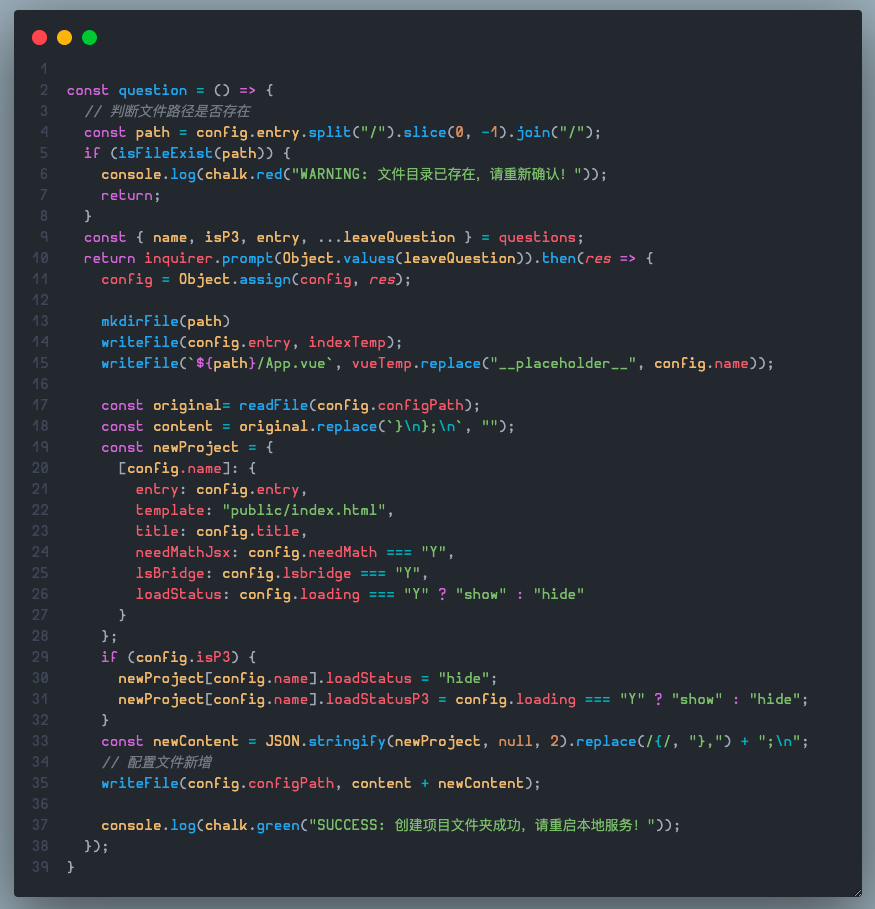 1
2 const question = () => {
3 // 判断文件路径是否存在
4 const path = config.entry.split("/").slice(0, -1).join("/");
5 if (isFileExist(path)) {
6 console.log(chalk.red("WARNING: 文件目录已存在，请重新确认！"));
7 return;
8 }
9 const { name, isP3, entry, ...leaveQuestion } = questions;
10 return inquirer.prompt(Object.values(leaveQuestion)).then(res => {
11 config = Object.assign(config, res);
12
13 mkdirFile(path)
14 writeFile(config.entry, indexTemp);
15 writeFile(`${path}/App.vue`, vueTemp.replace("__placeholder__", config.name));
16
17 const original= readFile(config.configPath);
18 const content = original.replace(`}\n};\n`, "");
19 const newProject = {
20 [config.name]: {
21 entry: config.entry,
22 template: "public/index.html",
23 title: config.title,
24 needMathJsx: config.needMath === "Y",
25 lsBridge: config.lsbridge === "Y",
26 loadStatus: config.loading === "Y" ? "show" : "hide"
27 }
28 };
29 if (config.isP3) {
30 newProject[config.name].loadStatus = "hide";
31 newProject[config.name].loadStatusP3 = config.loading === "Y" ? "show" : "hide";
32 }
33 const newContent = JSON.stringify(newProject, null, 2).replace(/{/, "},") + ";\n";
34 // 配置文件新增
35 writeFile(config.configPath, content + newContent);
36
37 console.log(chalk.green("SUCCESS: 创建项目文件夹成功，请重启本地服务！"));
38 });
39 }